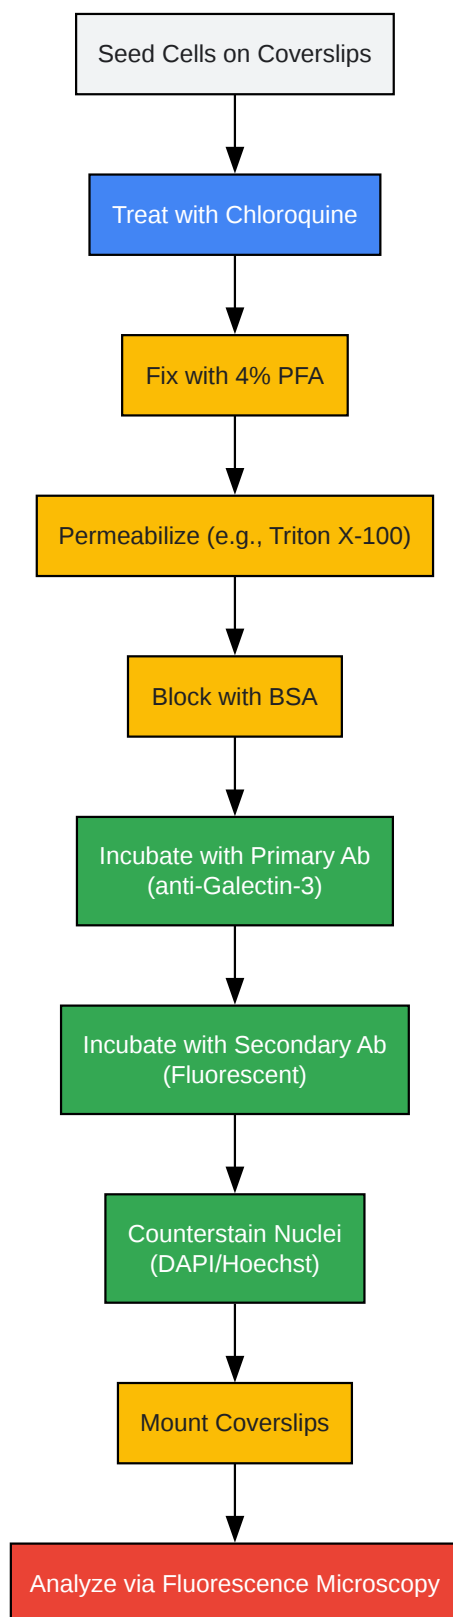 Seed Cells on Coverslips
Treat with Chloroquine
Fix with 4% PFA
Permeabilize (e.g., Triton X-100)
Block with BSA
Incubate with Primary Ab
(anti-Galectin-3)
Incubate with Secondary Ab
(Fluorescent)
Counterstain Nuclei
(DAPI/Hoechst)
Mount Coverslips
Analyze via Fluorescence Microscopy